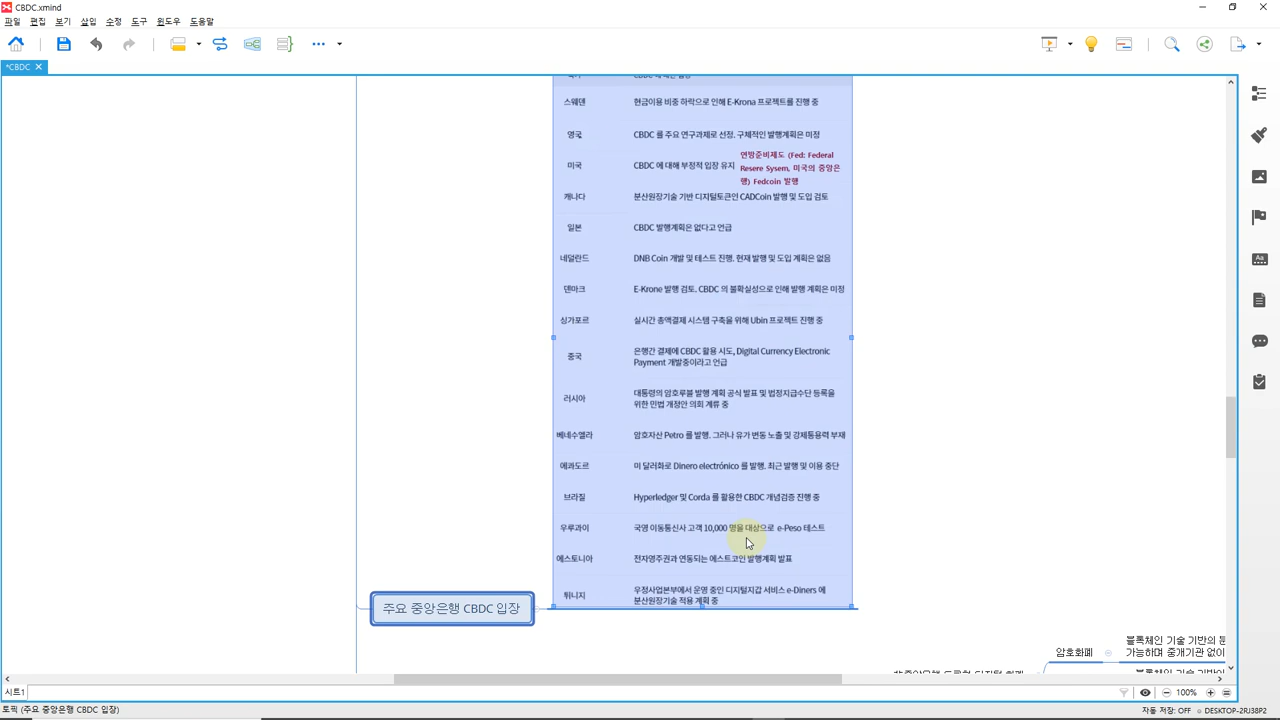 CBDC.xmind
파일 편집 보기 삽입 수정 도구 윈도우 도움말
*CBDC
스웨덴 현금이용 비중 하락으로 인해 E-Krona 프로젝트를 진행 중
영국 CBDC 를 주요 연구과제로 선정. 구체적인 발행계획은 미정
미국 CBDC 에 대해 부정적 입장 유지
연방준비제도 (Fed: Federal
Resere Sysem, 미국의 중앙은
행) Fedcoin 발행
캐나다 분산원장기술 기반 디지털토큰인 CADCoin 발행 및 도입 검토
일본 CBDC 발행계획은 없다고 언급
네덜란드 DNB Coin 개발 및 테스트 진행. 현재 발행 및 도입 계획은 없음
덴마크 E-Krone 발행 검토. CBDC 의 불확실성으로 인해 발행 계획은 미정
싱가포르 실시간 총액결제 시스템 구축을 위해 Ubin 프로젝트 진행 중
중국 은행간 결제에 CBDC 활용 시도, Digital Currency Electronic
Payment 개발중이라고 언급
러시아 대통령의 암호루블 발행 계획 공식 발표 및 법정지급수단 등록을
위한 민법 개정안 의회 계류 중
베네수엘라 암호자산 Petro 를 발행. 그러나 유가 변동 노출 및 강제통용력 부재
에콰도르 미 달러화로 Dinero electrónico 를 발행. 최근 발행 및 이용 중단
브라질 Hyperledger 및 Corda 를 활용한 CBDC 개념검증 진행 중
우루과이 국영 이동통신사 고객 10,000 명을 대상으로 e-Peso 테스트
에스토니아 전자영주권과 연동되는 에스트코인 발행계획 발표
튀니지 우정사업본부에서 운영 중인 디지털지갑 서비스 e-Diners 에
분산원장기술 적용 계획 중
주요 중앙은행 CBDC 입장
암호화폐
블록체인 기술 기반의 분
가능하며 중개기관 없이
시트1
100%
토픽 (주요 중앙은행 CBDC 입장)
자동 저장: OFF DESKTOP-2RJ38P2